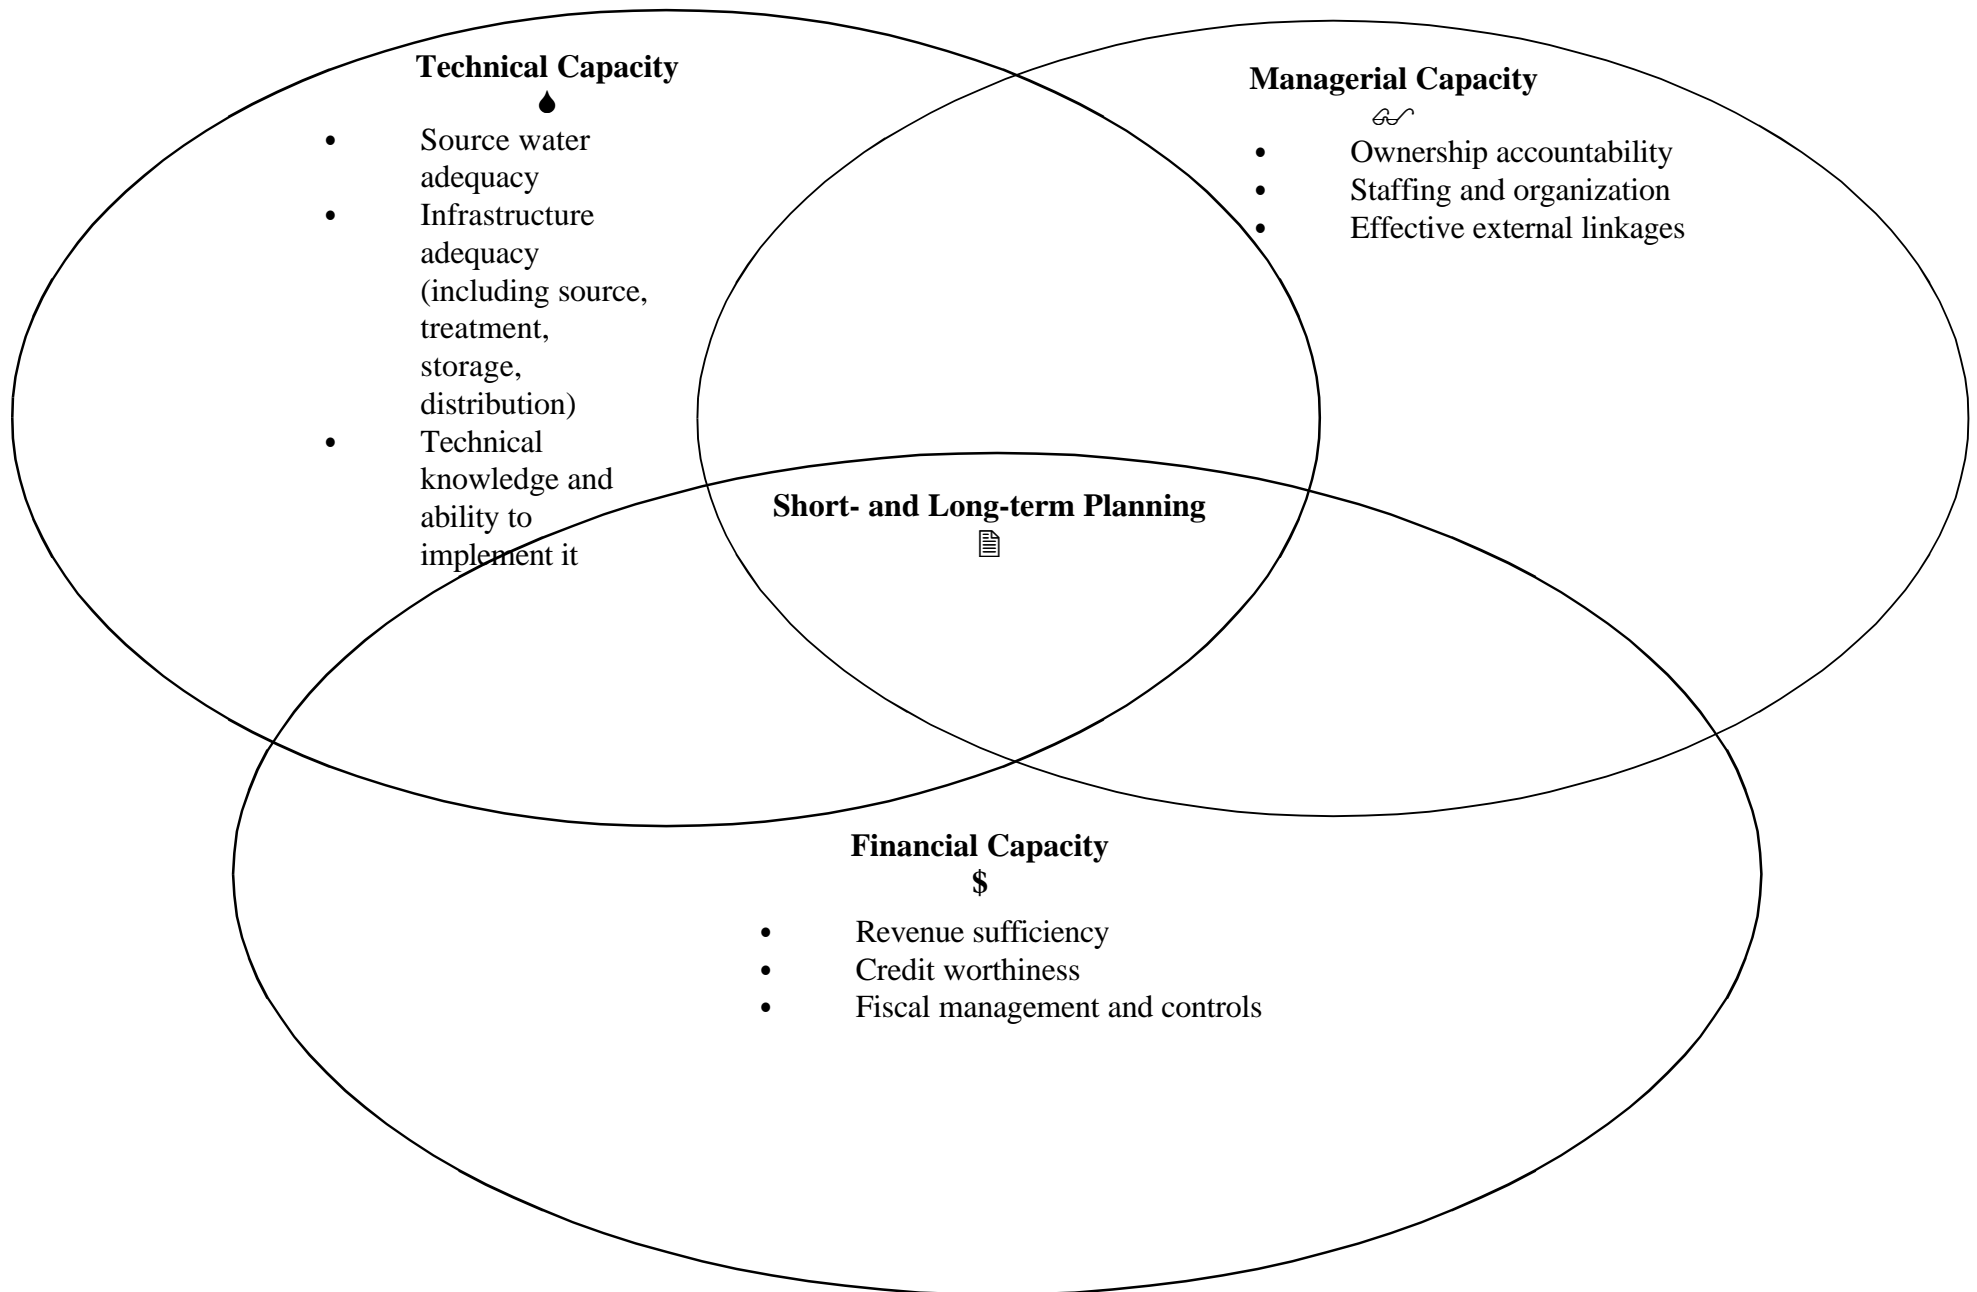 Technical Capacity
• Source water
adequacy
• Infrastructure
adequacy
(including source,
treatment,
storage,
distribution)
• Technical
knowledge and
ability to
implement it
Managerial Capacity
• Ownership accountability
• Staffing and organization
• Effective external linkages
Short- and Long-term Planning
Financial Capacity
$
• Revenue sufficiency
• Credit worthiness
• Fiscal management and controls